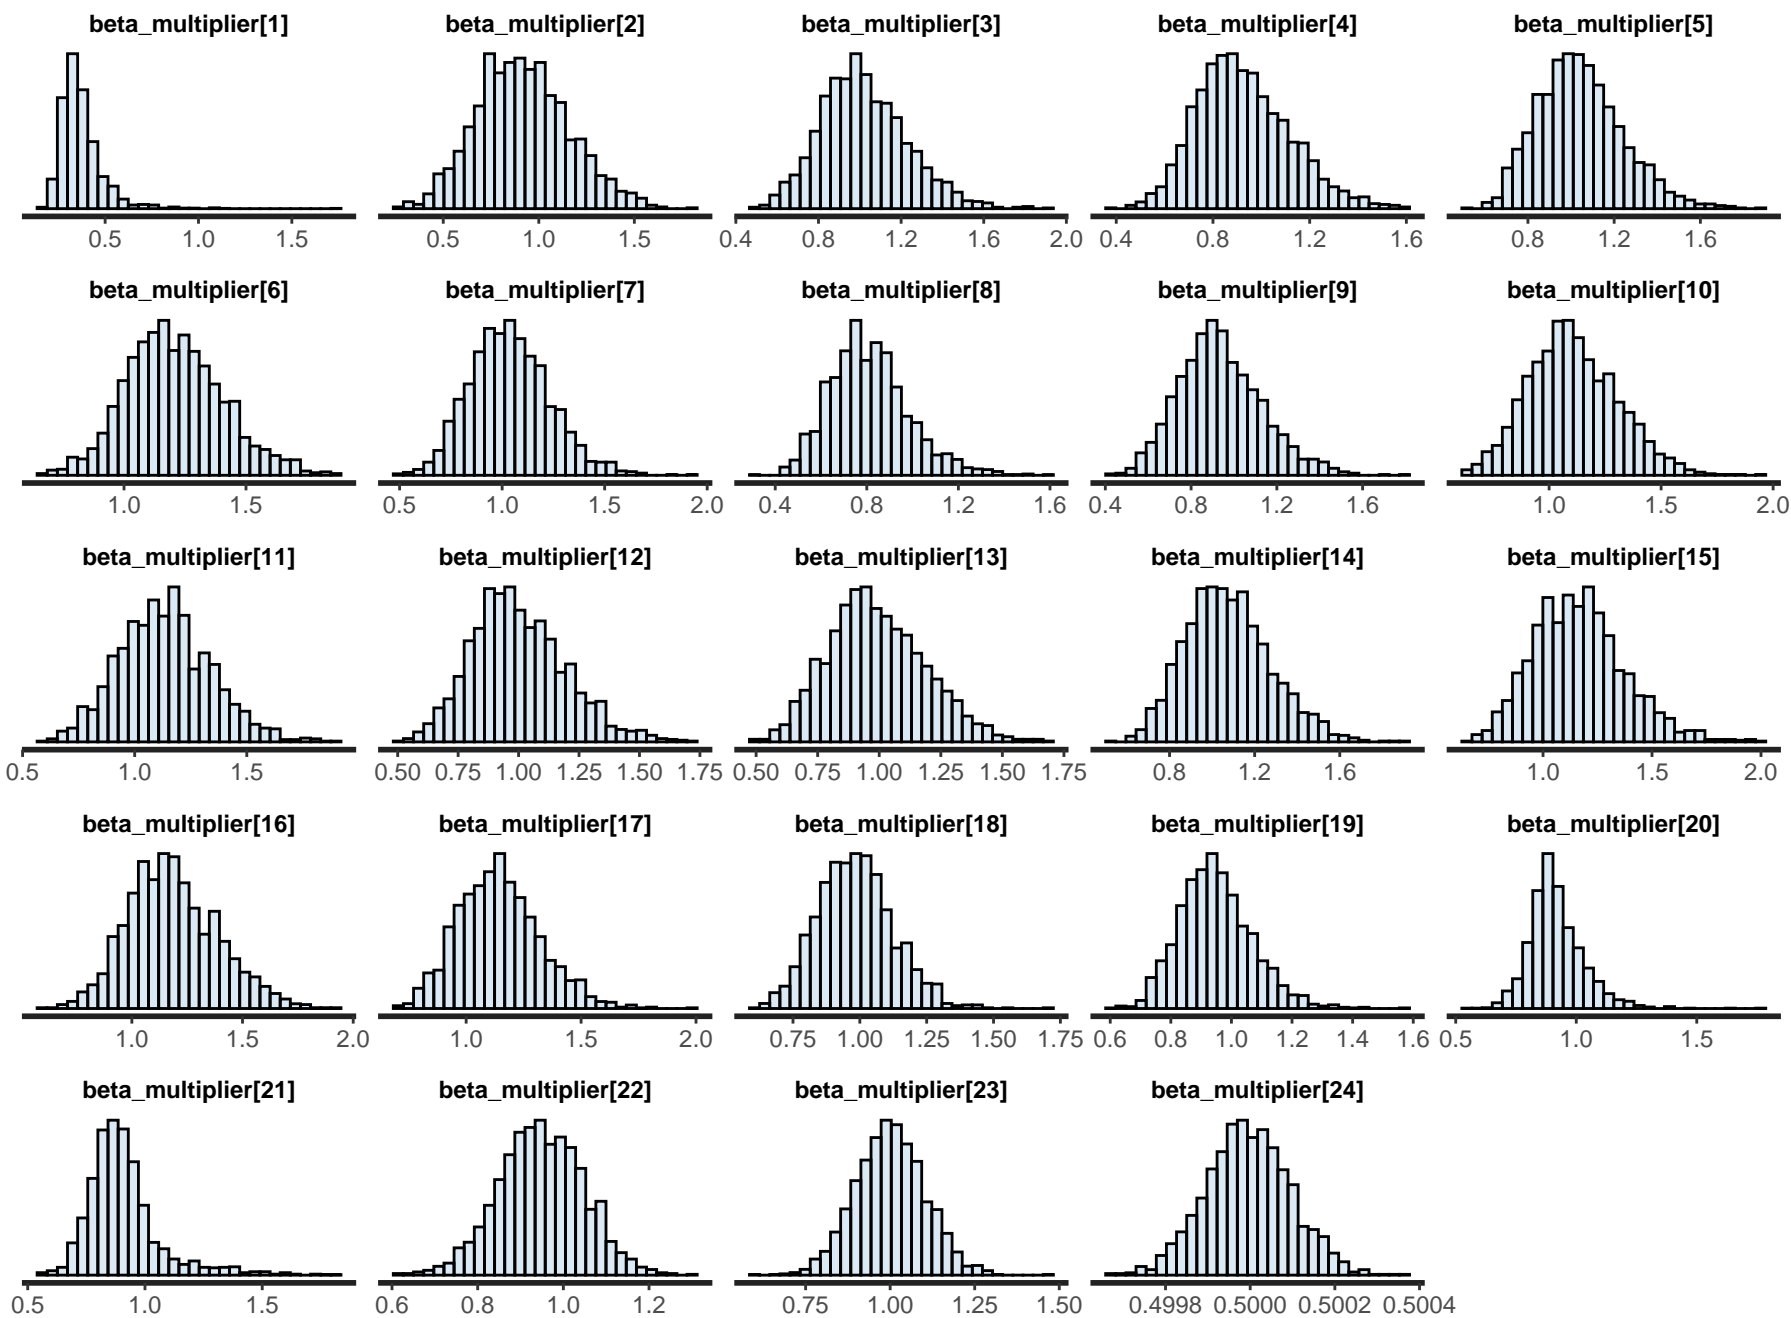 beta_multiplier[1] beta_multiplier[2] beta_multiplier[3] beta_multiplier[4] beta_multiplier[5]
0.5 1.0 1.5 0.5 1.0 1.5 0.4 0.8 1.2 1.6 2.0 0.4 0.8 1.2 1.6 0.8 1.2 1.6
beta_multiplier[6] beta_multiplier[7] beta_multiplier[8] beta_multiplier[9] beta_multiplier[10]
1.0 1.5 0.5 1.0 1.5 2.0 0.4 0.8 1.2 1.6 0.4 0.8 1.2 1.6 1.0 1.5 2.0
beta_multiplier[11] beta_multiplier[12] beta_multiplier[13] beta_multiplier[14] beta_multiplier[15]
0.5 1.0 1.5 0.50 0.75 1.00 1.25 1.50 1.75 0.50 0.75 1.00 1.25 1.50 1.75 0.8 1.2 1.6 1.0 1.5 2.0
beta_multiplier[16] beta_multiplier[17] beta_multiplier[18] beta_multiplier[19] beta_multiplier[20]
1.0 1.5 2.0 1.0 1.5 2.0 0.75 1.00 1.25 1.50 1.75 0.6 0.8 1.0 1.2 1.4 1.6 0.5 1.0 1.5
beta_multiplier[21] beta_multiplier[22] beta_multiplier[23] beta_multiplier[24]
0.5 1.0 1.5 0.6 0.8 1.0 1.2 0.75 1.00 1.25 1.50 0.4998 0.5000 0.5002 0.5004